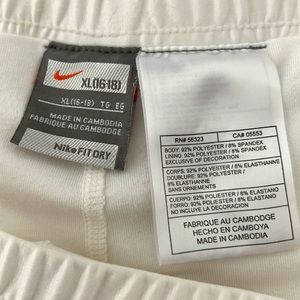 XL(16-18)
XL(16-18) TG EG
MADE IN CAMBODIA
FABRIQUE AU CAMBODGE
NikeFIT DRY
RN# 56323 CA# 05553
BODY: 92% POLYESTER / 8% SPANDEX
LINING: 92% POLYESTER / 8% SPANDEX
EXCLUSIVE OF DECORATION
CORPS: 92% POLYESTER / 8% ELASTHANNE
DOUBLURE: 92% POLYESTER /
8% ELASTHANNE
SANS ORNEMENTS
CUERPO: 92% POLIESTER / 8% ELASTANO
FORRO: 92% POLIESTER / 8% ELASTANO
NO INCLUYE LA DECORACION
FABRIQUE AU CAMBODGE
HECHO EN CAMBOYA
MADE IN CAMBODIA